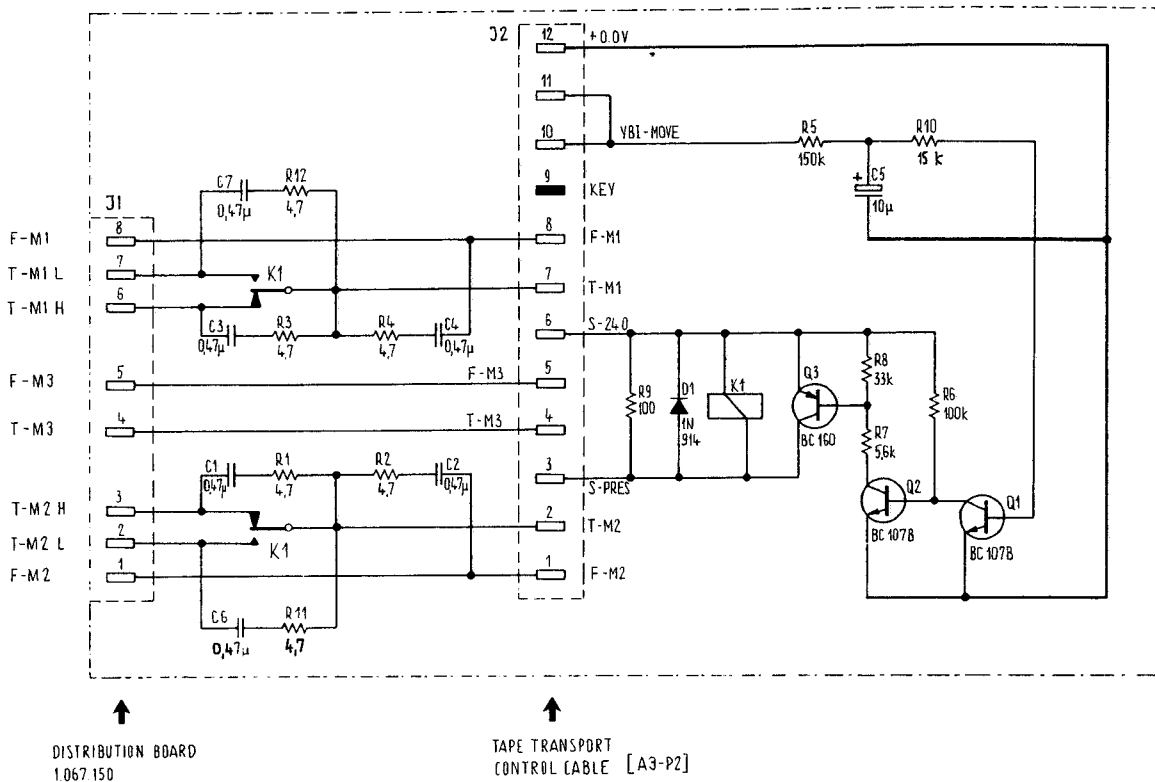 J2
12 +0.0V
11
10 YBI-MOVE
R5
150k
R10
15 k
+ C5
10µ
9 KEY
8 F-M1
7 T-M1
6 S-240
5 F-M3
4 T-M3
3 S-PRES
2 T-M2
1 F-M2
J1
F-M1 8
T-M1 L 7
T-M1 H 6
F-M3 5
T-M3 4
T-M2 H 3
T-M2 L 2
F-M2 1
C7
0,47µ
R12
4,7
K1
C3
0,47µ
R3
4,7
R4
4,7
C4
0,47µ
C1
0,47µ
R1
4,7
R2
4,7
C2
0,47µ
K1
C6
0,47µ
R11
4,7
R9
100
D1
1N
914
K1
Q3
BC 160
R8
33k
R7
5,6k
R6
100k
Q2
BC 107B
Q1
BC 107B
DISTRIBUTION BOARD
1.067.150
TAPE TRANSPORT
CONTROL CABLE [A3-P2]